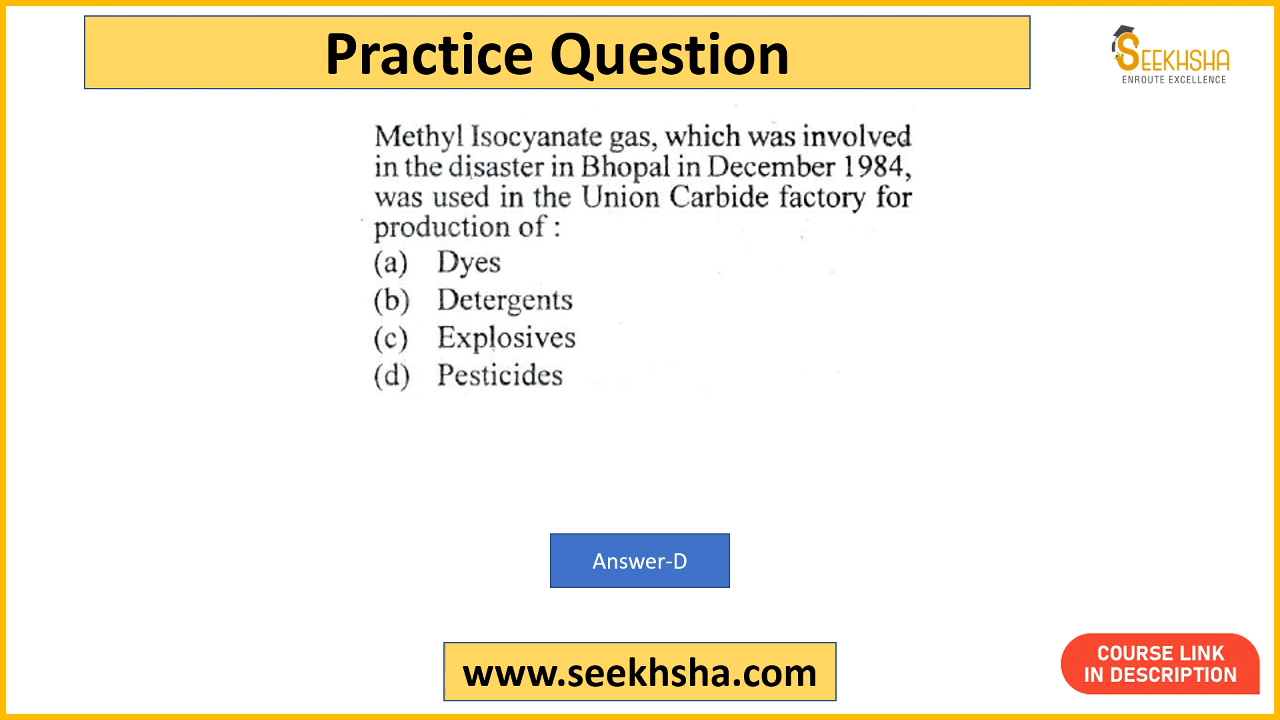 Practice Question
SEEKHSHA
ENROUTE EXCELLENCE
Methyl Isocyanate gas, which was involved
in the disaster in Bhopal in December 1984,
was used in the Union Carbide factory for
production of :
(a) Dyes
(b) Detergents
(c) Explosives
(d) Pesticides
Answer-D
www.seekhsha.com
COURSE LINK
IN DESCRIPTION